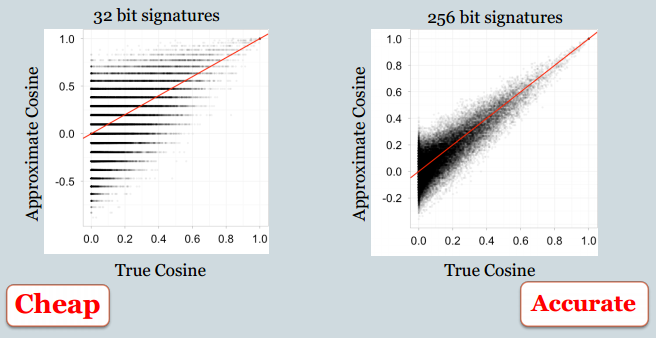 32 bit signatures
256 bit signatures
Approximate Cosine
1.0
0.5
0.0
-0.5
0.0 0.2 0.4 0.6 0.8 1.0
True Cosine
Approximate Cosine
1.0
0.8
0.6
0.4
0.2
0.0
-0.2
0.0 0.2 0.4 0.6 0.8 1.0
True Cosine
Cheap
Accurate